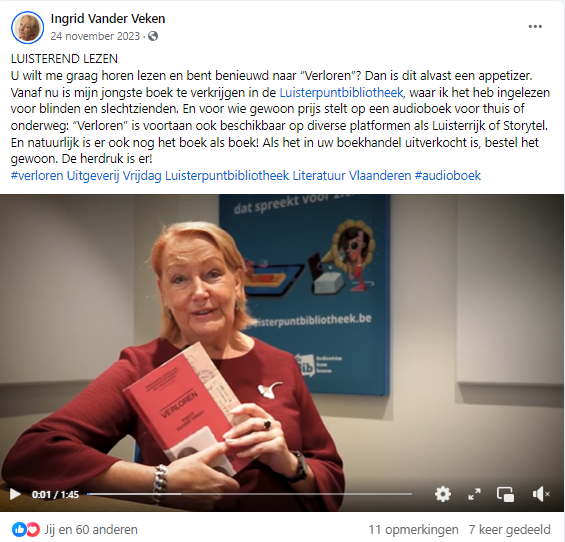 Ingrid Vander Veken
24 november 2023 ·
LUISTEREND LEZEN
U wilt me graag horen lezen en bent benieuwd naar “Verloren”? Dan is dit alvast een appetizer.
Vanaf nu is mijn jongste boek te verkrijgen in de Luisterpuntbibliotheek, waar ik het heb ingelezen
voor blinden en slechtzienden. En voor wie gewoon prijs stelt op een audioboek voor thuis of
onderweg: “Verloren” is voortaan ook beschikbaar op diverse platformen als Luisterrijk of Storytel.
En natuurlijk is er ook nog het boek als boek! Als het in uw boekhandel uitverkocht is, bestel het
gewoon. De herdruk is er!
#verloren Uitgeverij Vrijdag Luisterpuntbibliotheek Literatuur Vlaanderen #audioboek
dat spreekt voor
isterpuntbibliotheek.be
ib
VERLOREN
0:01 / 1:45
Jij en 60 anderen
11 opmerkingen 7 keer gedeeld